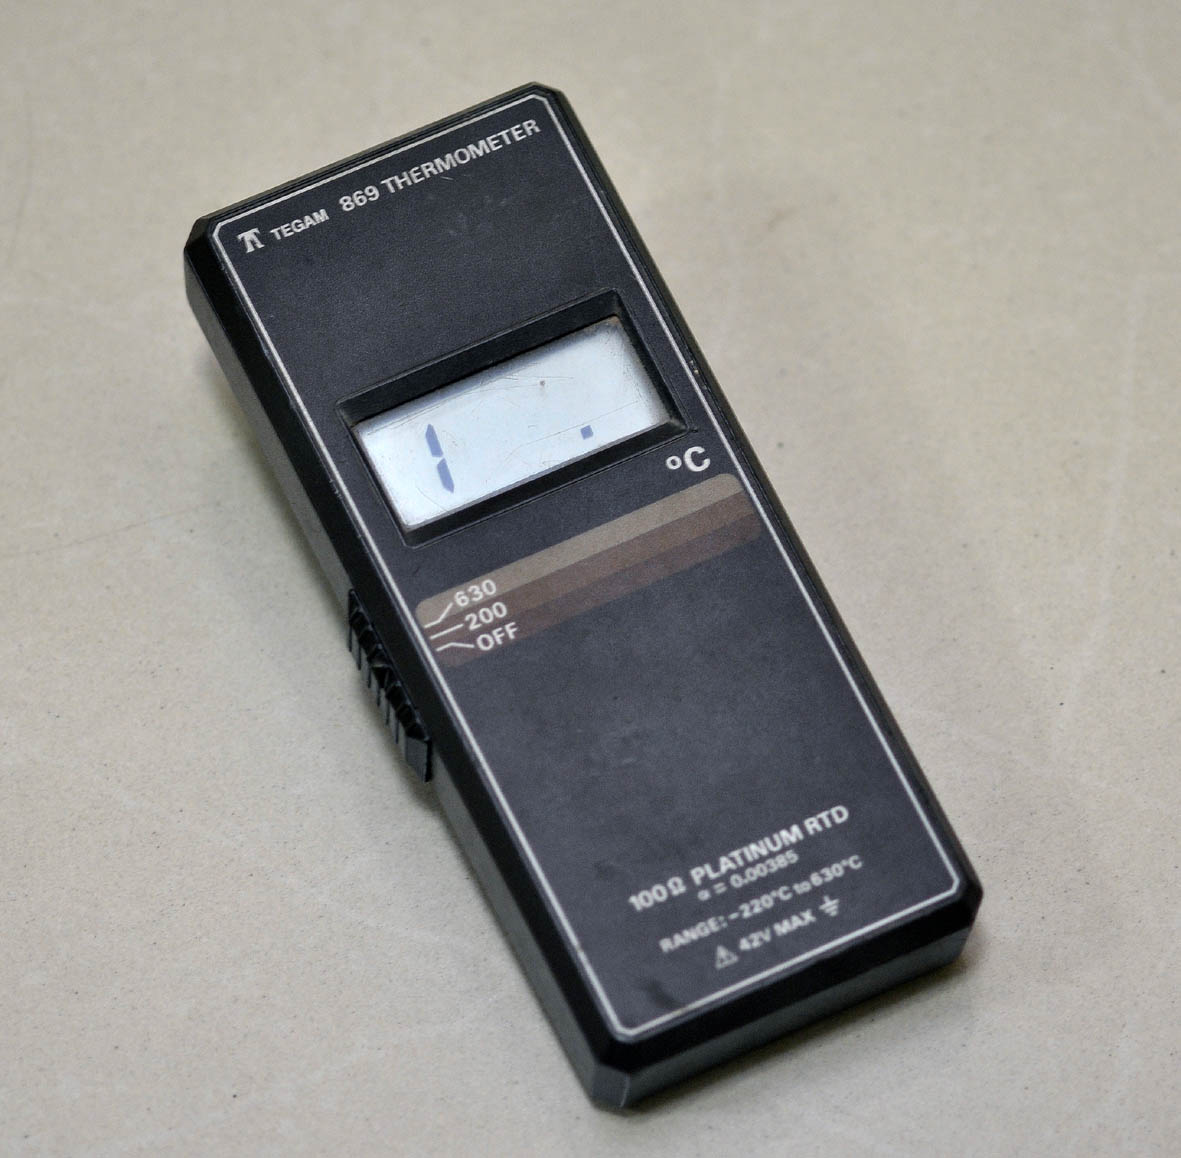 TEGAM 869 THERMOMETER
1 .
°C
630
200
OFF
100Ω PLATINUM RTD
α = 0.00385
RANGE: -220°C to 630°C
⚠ 42V MAX ⏚